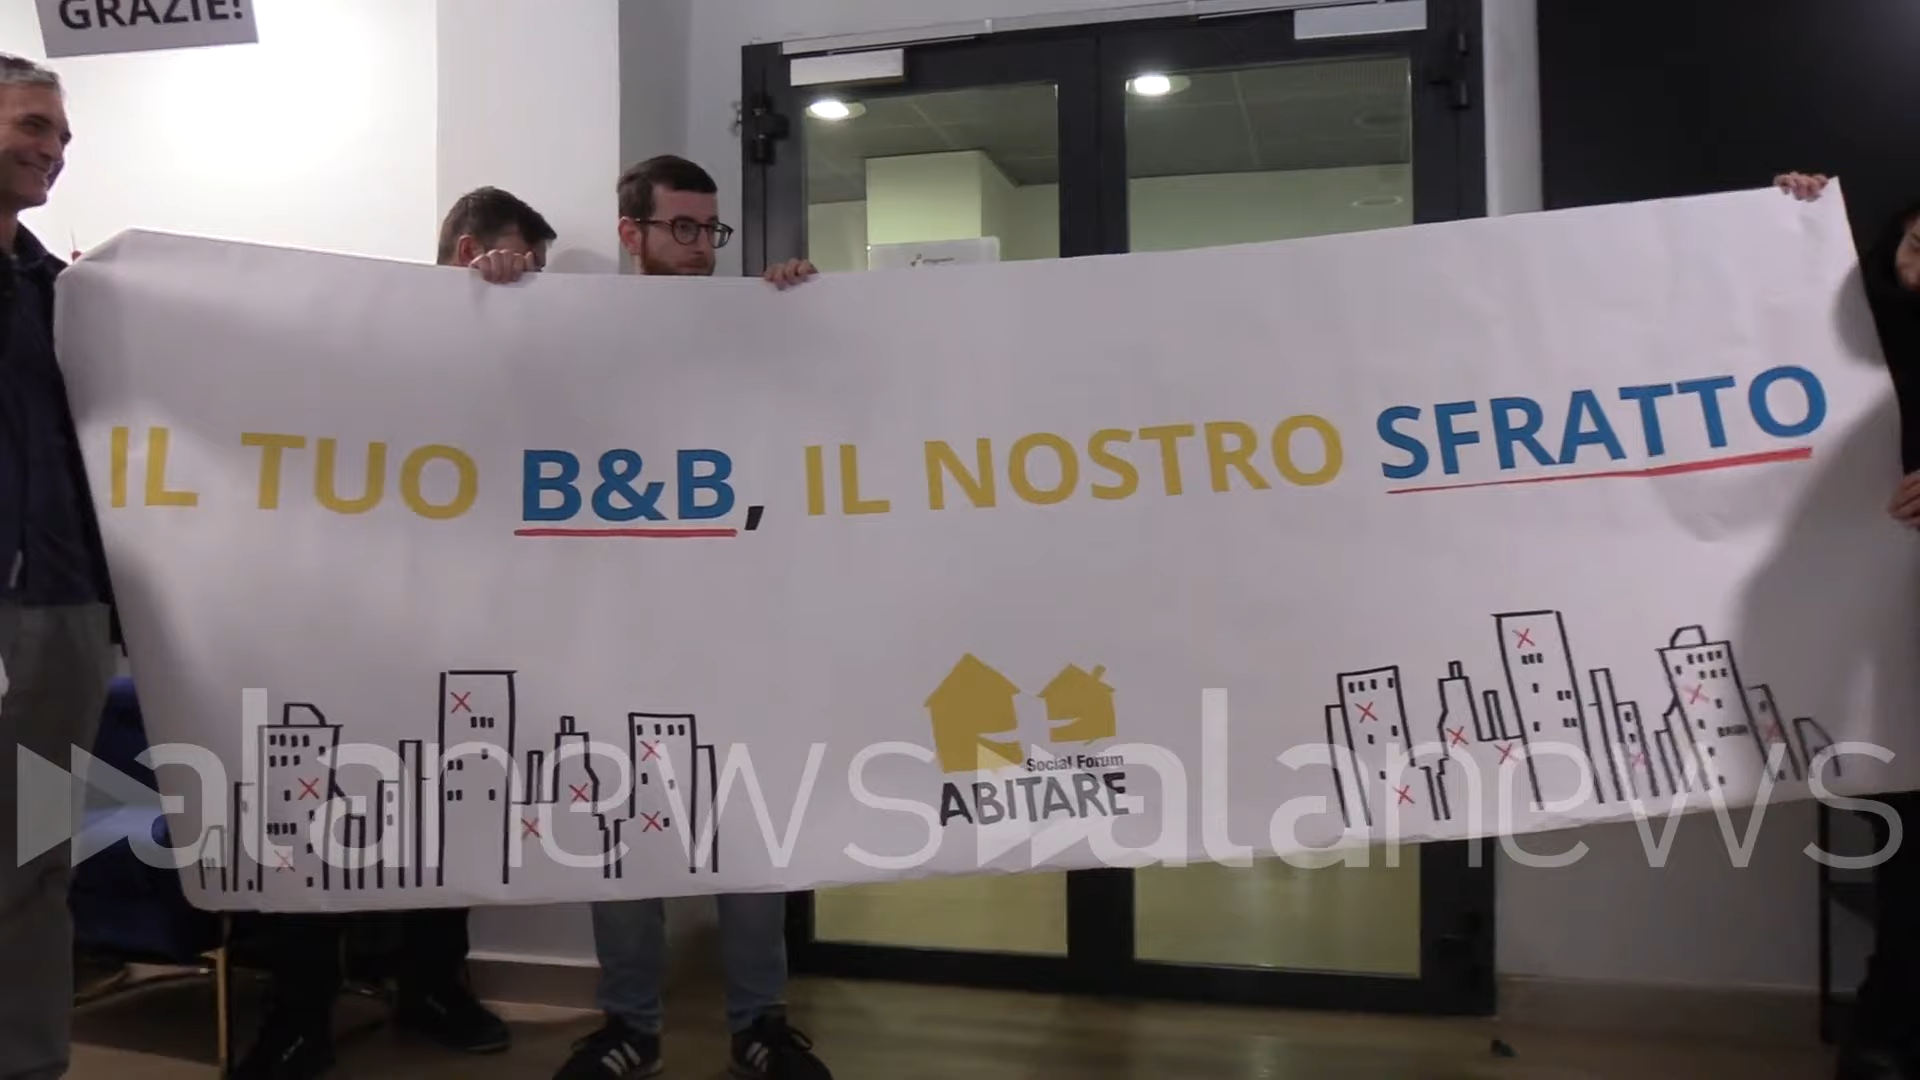 GRAZIE!
IL TUO B&B, IL NOSTRO SFRATTO
Social Forum
ABITARE
alanews alanews